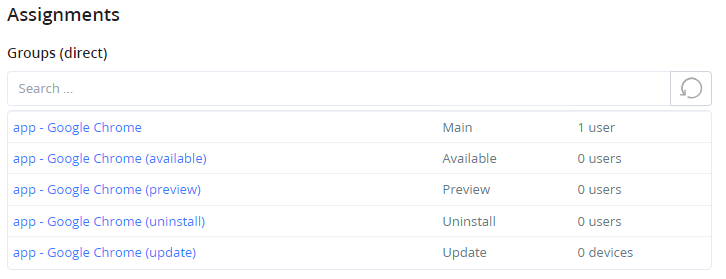 Assignments
Groups (direct)
Search ...
app - Google Chrome Main 1 user
app - Google Chrome (available) Available 0 users
app - Google Chrome (preview) Preview 0 users
app - Google Chrome (uninstall) Uninstall 0 users
app - Google Chrome (update) Update 0 devices